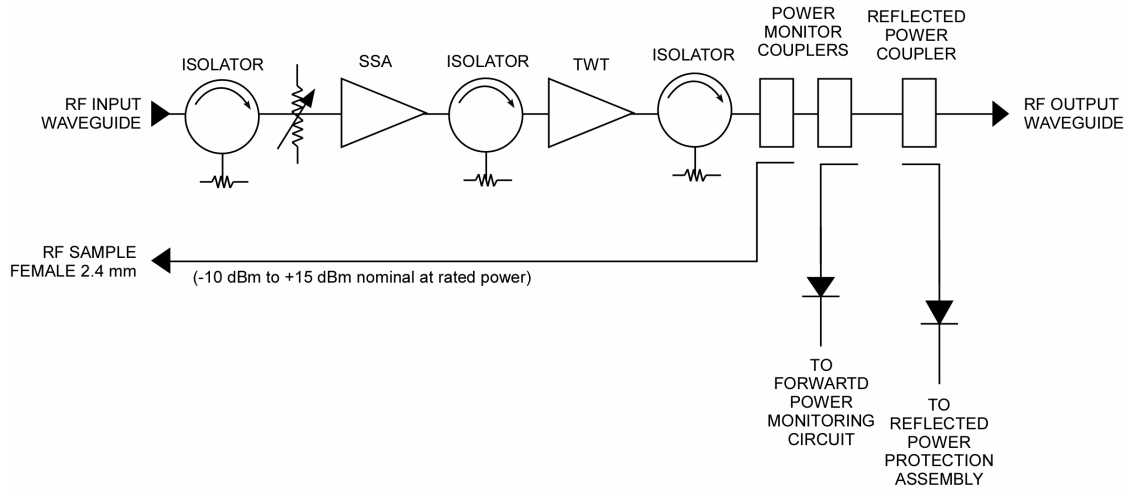 POWER
MONITOR
COUPLERS
REFLECTED
POWER
COUPLER
ISOLATOR
SSA
ISOLATOR
TWT
ISOLATOR
RF INPUT
WAVEGUIDE
RF OUTPUT
WAVEGUIDE
RF SAMPLE
FEMALE 2.4 mm
(-10 dBm to +15 dBm nominal at rated power)
TO
FORWARTD
POWER
MONITORING
CIRCUIT
TO
REFLECTED
POWER
PROTECTION
ASSEMBLY